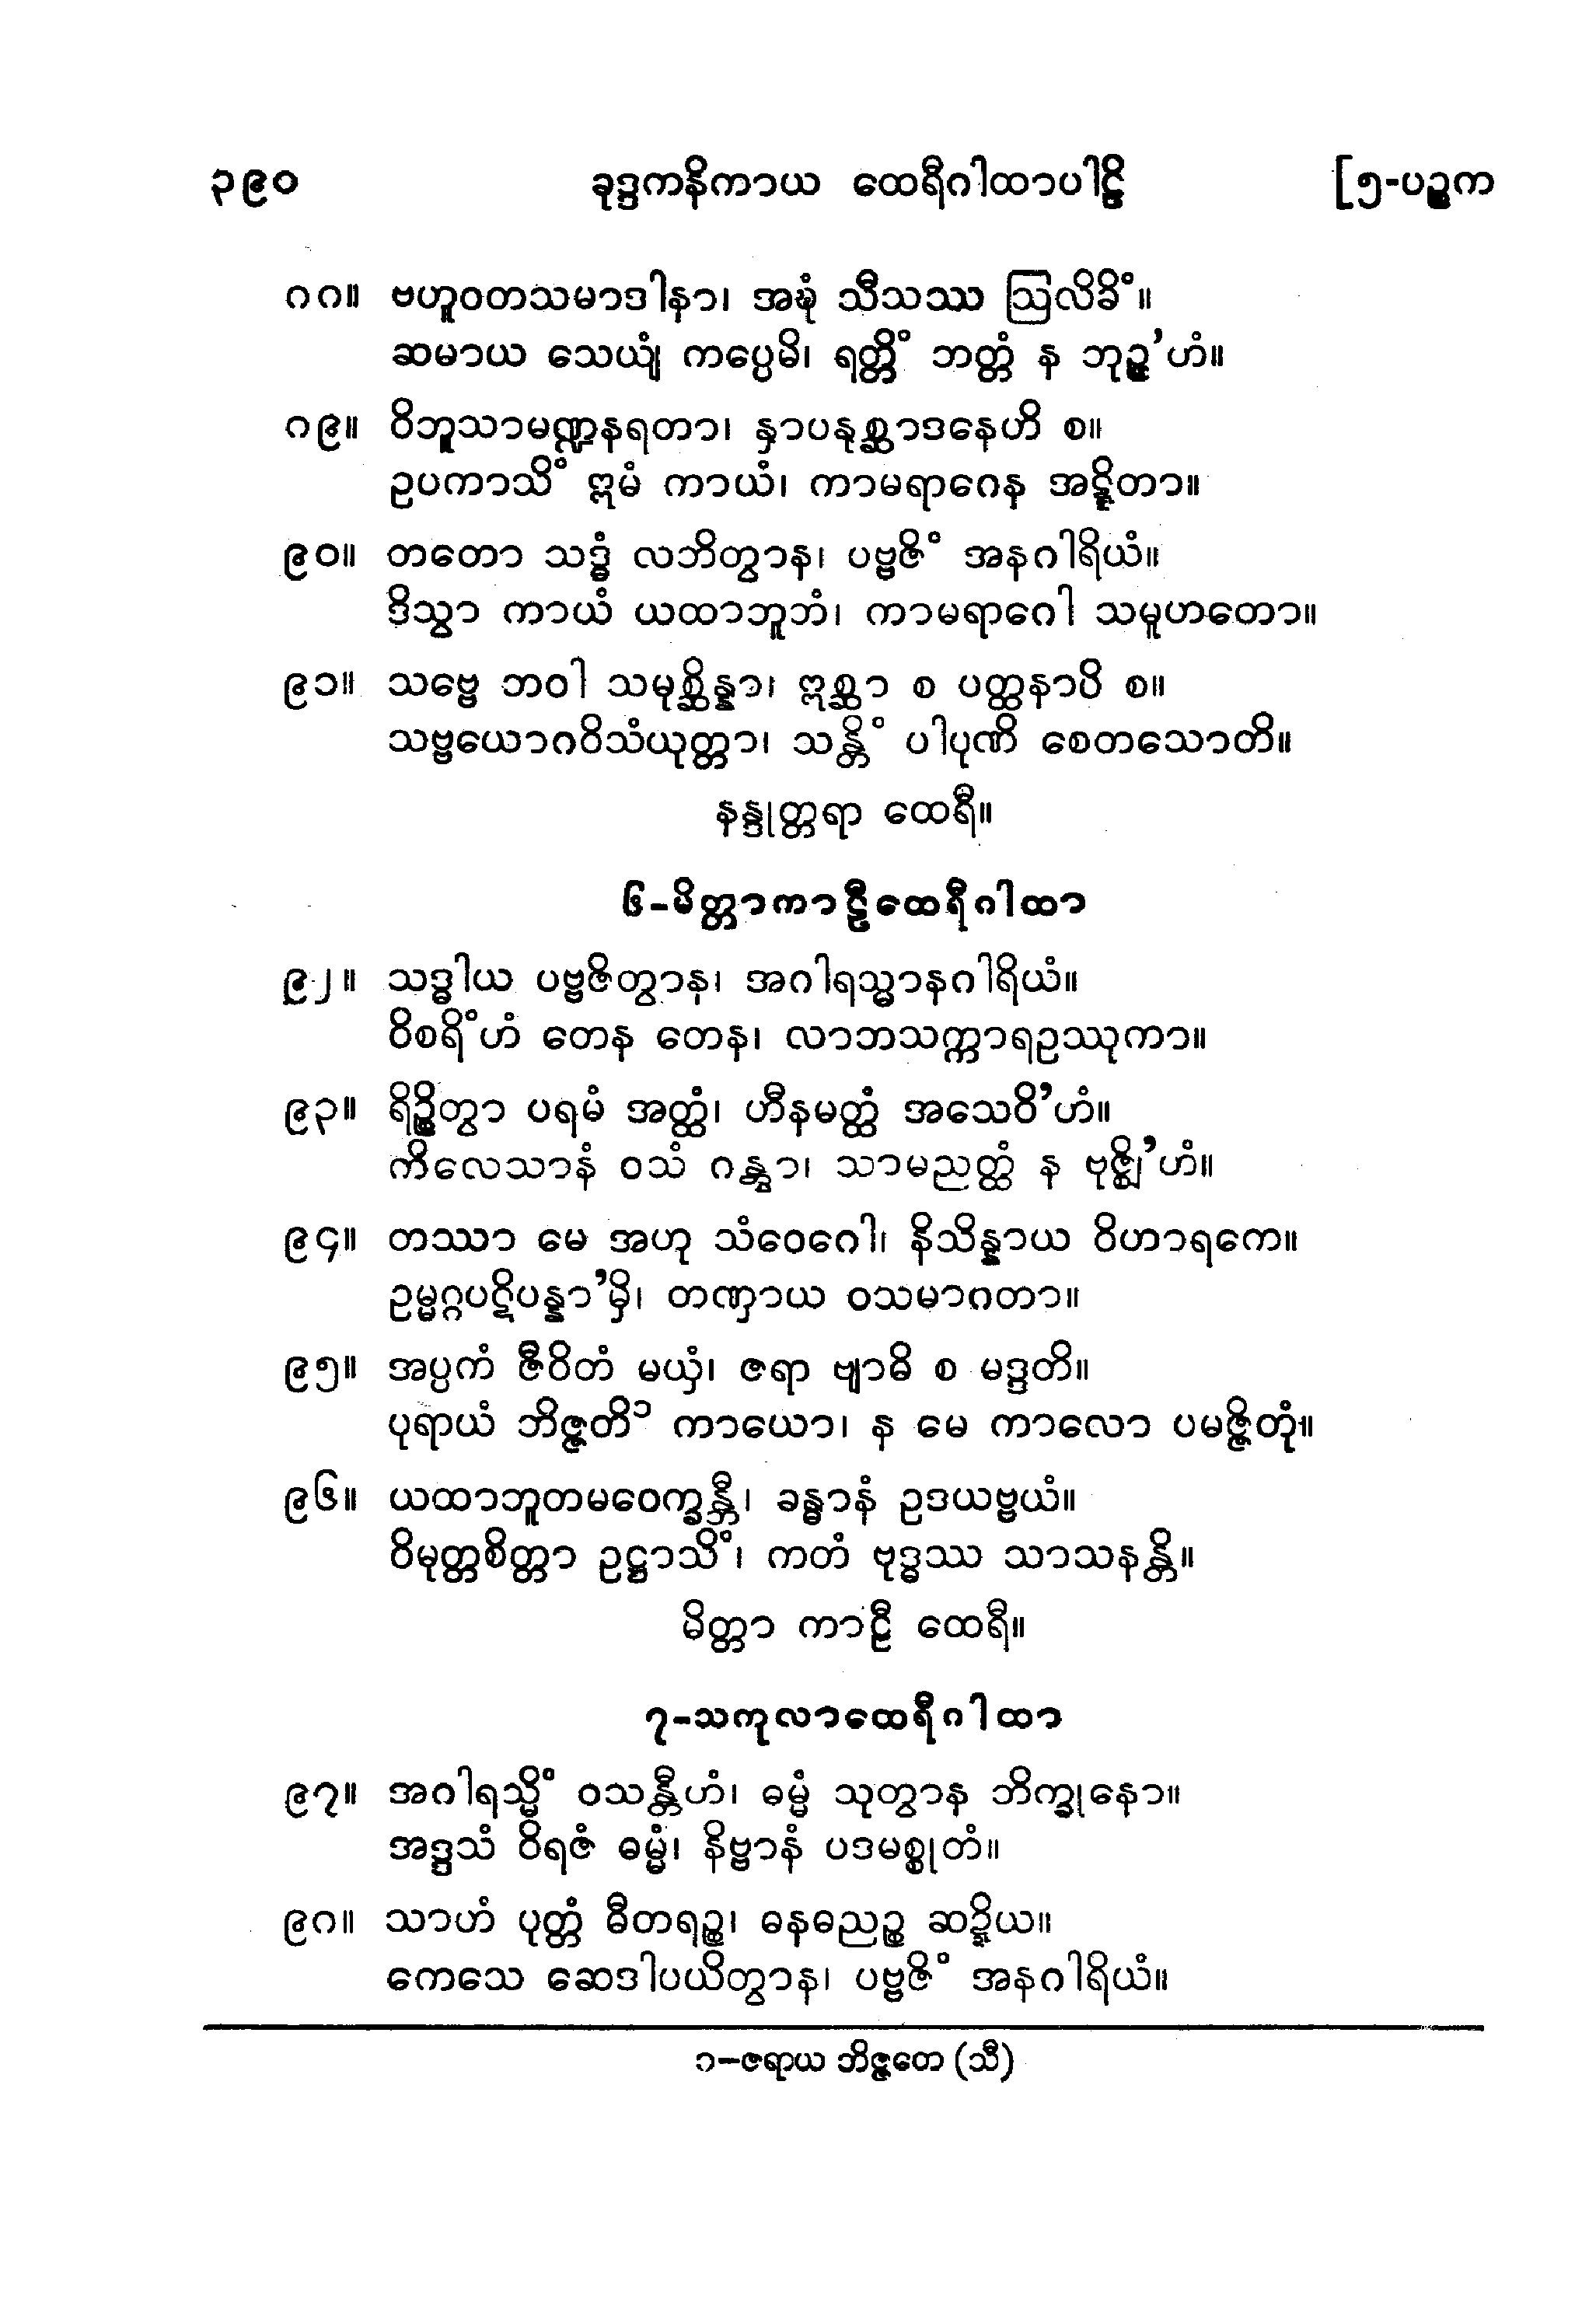 ၃၉၀ ခုဒ္ဒကနိကာယ ထေရီဂါထာပါဠိ [၅-ပဉ္စက
၈၈။ ဗဟူဝတသမာဒါနာ၊ အဍ္ဎံ သီသဿ ဩလိခိံ။
ဆမာယ သေယျံ ကပ္ပေမိ၊ ရတ္တိံ ဘတ္တံ န ဘုဉ္ဇ’ဟံ။
၈၉။ ဝိဘူသာမဏ္ဍနရတာ၊ နှာပနုစ္ဆာဒနေဟိ စ။
ဥပကာသိံ ဣမံ ကာယံ၊ ကာမရာဂေန အဋ္ဋိတာ။
၉၀။ တတော သဒ္ဓံ လဘိတွာန၊ ပဗ္ဗဇိံ အနဂါရိယံ။
ဒိသွာ ကာယံ ယထာဘူဘံ၊ ကာမရာဂေါ သမူဟတော။
၉၁။ သဗ္ဗေ ဘဝါ သမုစ္ဆိန္နာ၊ ဣစ္ဆာ စ ပတ္ထနာပိ စ။
သဗ္ဗယောဂဝိသံယုတ္တာ၊ သန္တိံ ပါပုဏိ စေတသောတိ။
နန္ဒုတ္တရာ ထေရီ။
၆-မိတ္တာကာဠီထေရီဂါထာ
၉၂။ သဒ္ဓါယ ပဗ္ဗဇိတွာန၊ အဂါရသ္မာနဂါရိယံ။
ဝိစရိံဟံ တေန တေန၊ လာဘသက္ကာရဥဿုကာ။
၉၃။ ရိဉ္စိတွာ ပရမံ အတ္ထံ၊ ဟီနမတ္ထံ အသေဝိ’ဟံ။
ကိလေသာနံ ဝသံ ဂန္တွာ၊ သာမညတ္ထံ န ဗုဇ္ဈိ’ဟံ။
၉၄။ တဿာ မေ အဟု သံဝေဂေါ၊ နိသိန္နာယ ဝိဟာရကေ။
ဥမ္မဂ္ဂပဋိပန္နာ’မှိ၊ တဏှာယ ဝသမာဂတာ။
၉၅။ အပ္ပကံ ဇီဝိတံ မယှံ၊ ဇရာ ဗျာဓိ စ မဒ္ဒတိ။
ပုရာယံ ဘိဇ္ဇတိ၁ ကာယော၊ န မေ ကာလော ပမဇ္ဇိတုံ။
၉၆။ ယထာဘူတမဝေက္ခန္တီ၊ ခန္ဓာနံ ဥဒယဗ္ဗယံ။
ဝိမုတ္တစိတ္တာ ဥဋ္ဌာသိံ၊ ကတံ ဗုဒ္ဓဿ သာသနန္တိ။
မိတ္တာ ကာဠီ ထေရီ။
၇-သကုလာထေရီဂါထာ
၉၇။ အဂါရသ္မိံ ဝသန္တီဟံ၊ ဓမ္မံ သုတွာန ဘိက္ခုနော။
အဒ္ဒသံ ဝိရဇံ ဓမ္မံ၊ နိဗ္ဗာနံ ပဒမစ္စုတံ။
၉၈။ သာဟံ ပုတ္တံ ဓီတရဉ္စ၊ ဓနဓညဉ္စ ဆဍ္ဍိယ။
ကေသေ ဆေဒါပယိတွာန၊ ပဗ္ဗဇိံ အနဂါရိယံ။
၁-ဇရာယ ဘိဇ္ဇတေ (သီ)